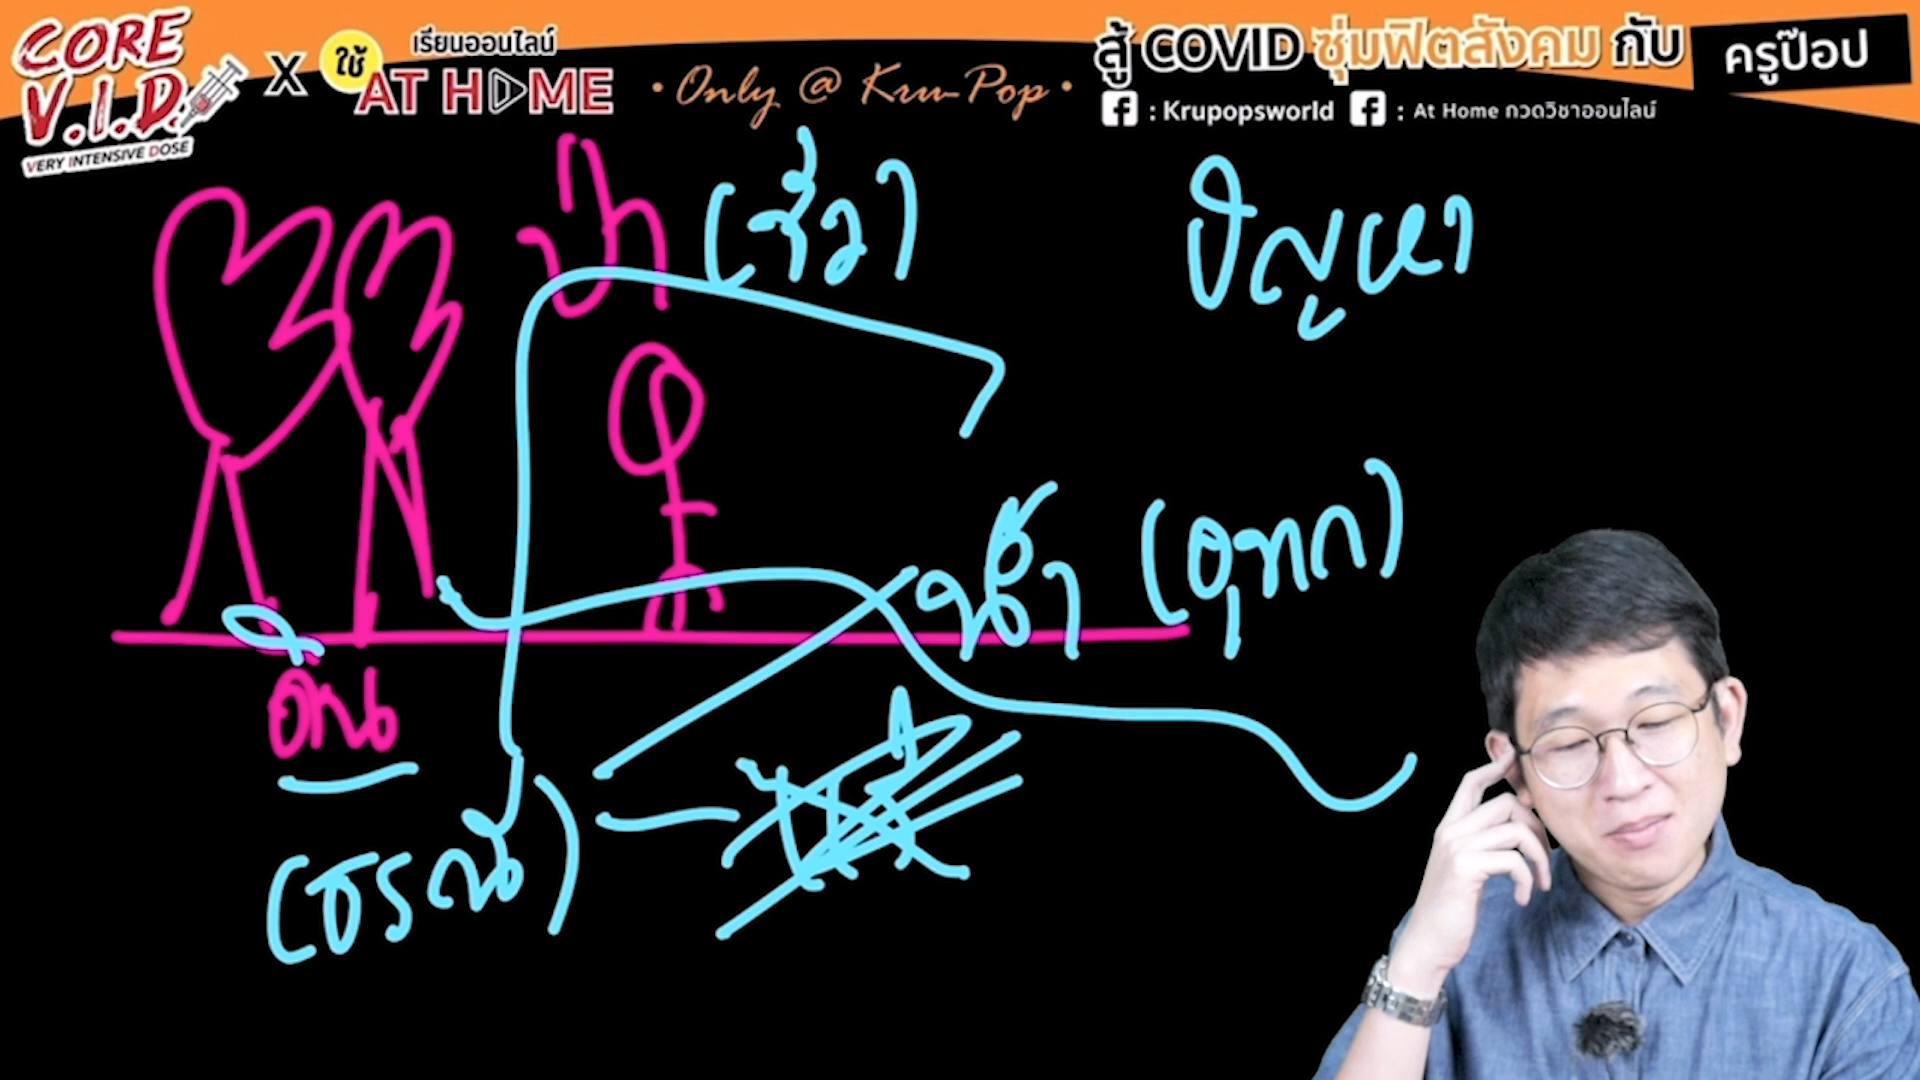 CORE
V.I.D.
VERY INTENSIVE DOSE
X
ใช้
เรียนออนไลน์
AT HOME
• Only @ Kru-Pop •
สู้ COVID ซุ่มฟิตสังคม กับ
ครูป๊อป
: Krupopsworld
: At Home กวดวิชาออนไลน์
ป่า (ชีว)
ปัญหา
น้ำ (อุทก)
ดิน
(ธรณี)